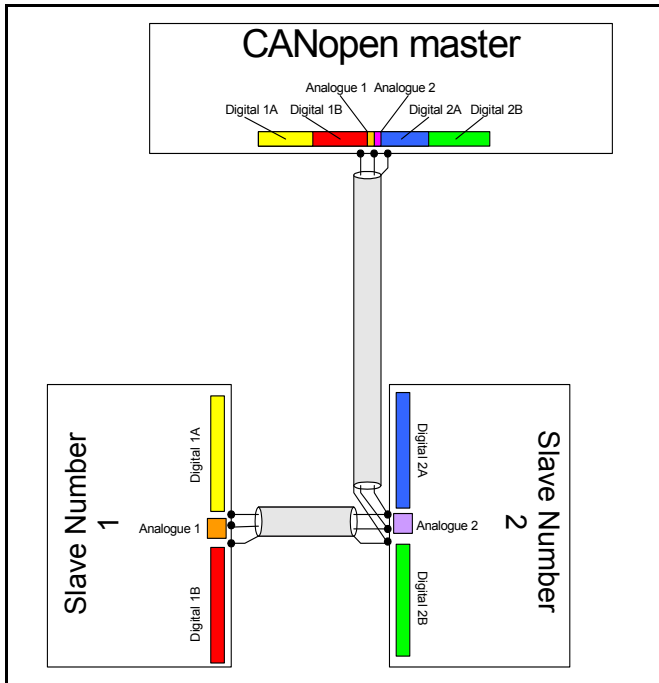 CANopen master
Analogue 1 Analogue 2
Digital 1A Digital 1B Digital 2A Digital 2B
Slave Number
1
Digital 1A
Analogue 1
Digital 1B
Digital 2A
Analogue 2
Digital 2B
Slave Number
2